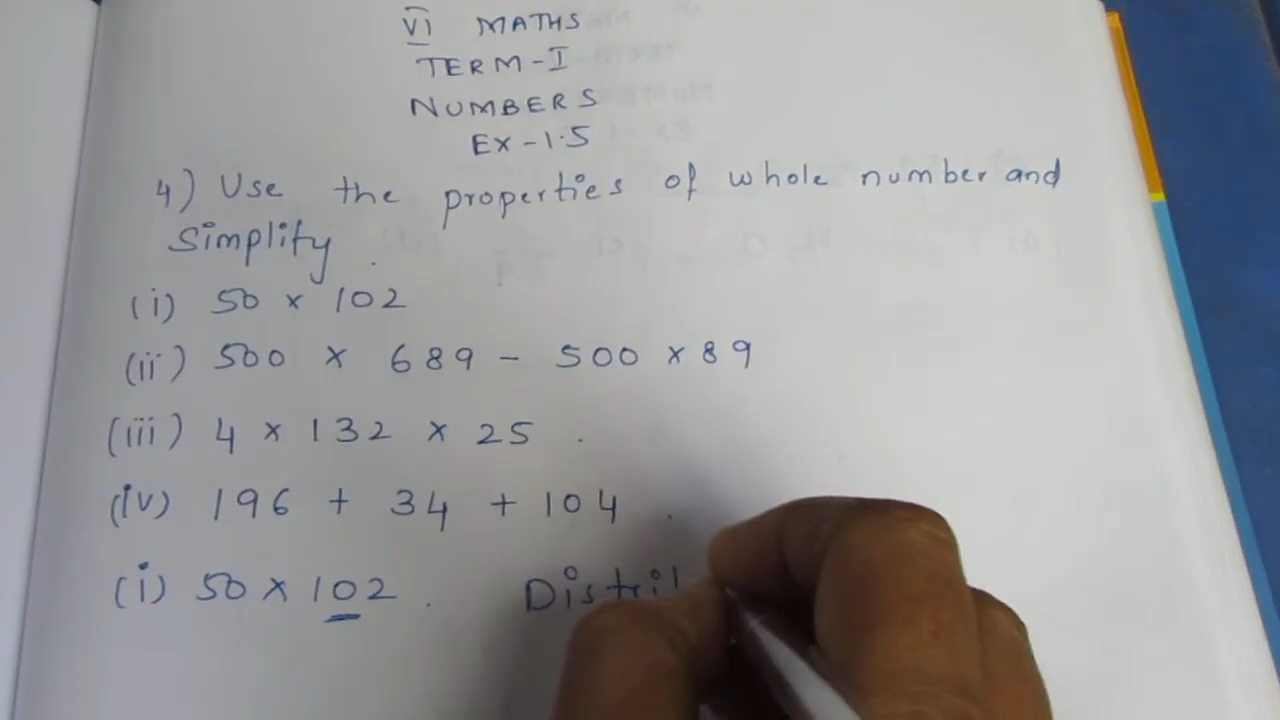 VI MATHS
TERM-I
NUMBERS
EX-1.5
4) Use the properties of whole number and
Simplify.
(i) 50 × 102
(ii) 500 × 689 - 500 × 89
(iii) 4 × 132 × 25.
(iv) 196 + 34 + 104.
(i) 50 × 102.